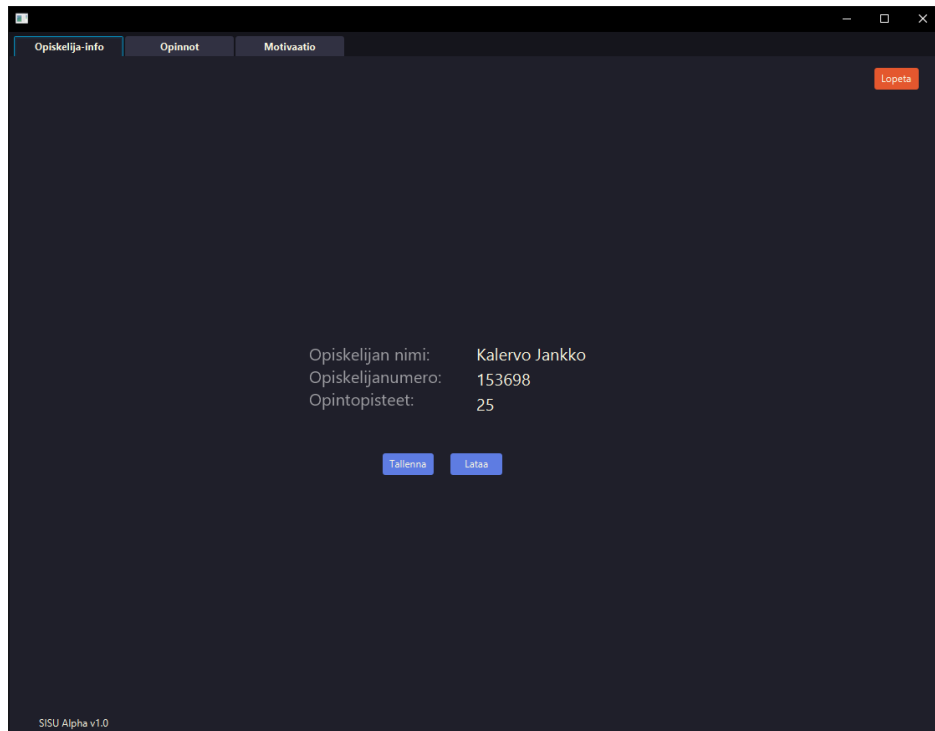 Opiskelija-info Opinnot Motivaatio
Lopeta
Opiskelijan nimi: Kalervo Jankko
Opiskelijanumero: 153698
Opintopisteet: 25
Tallenna Lataa
SISU Alpha v1.0